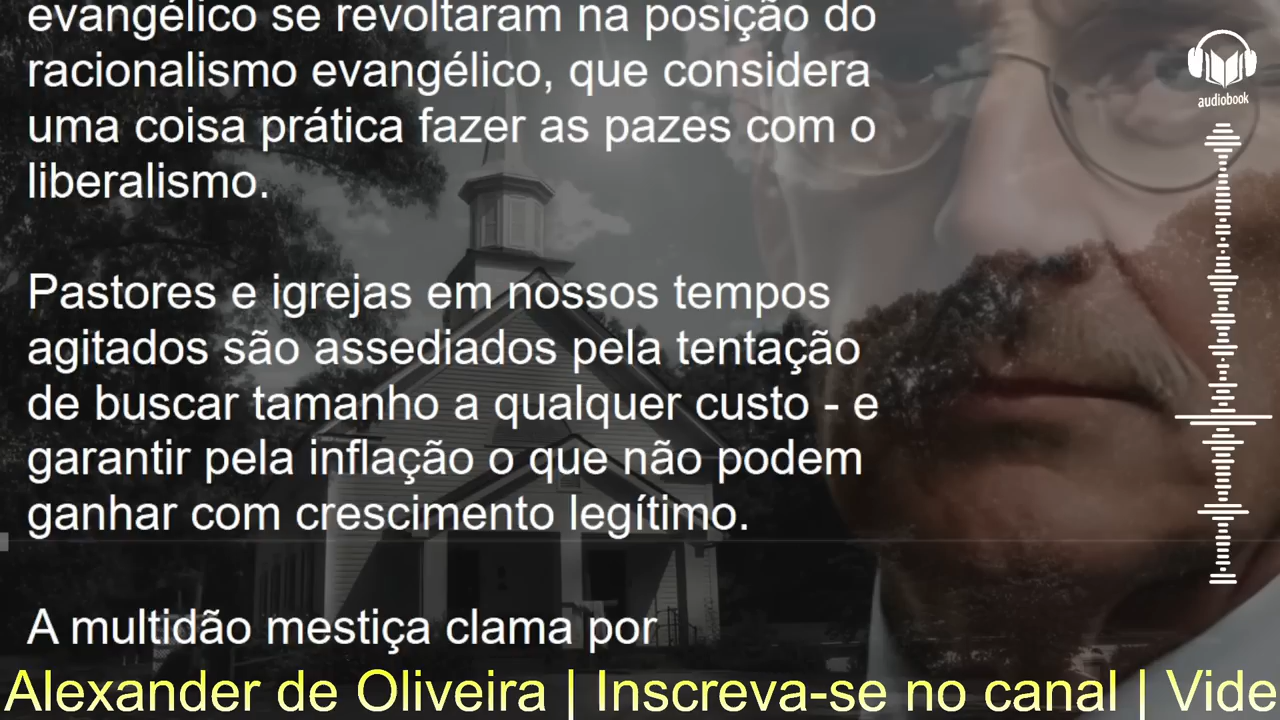 evangélico se revoltaram na posição do
racionalismo evangélico, que considera
uma coisa prática fazer as pazes com o
liberalismo.
Pastores e igrejas em nossos tempos
agitados são assediados pela tentação
de buscar tamanho a qualquer custo - e
garantir pela inflação o que não podem
ganhar com crescimento legítimo.
A multidão mestiça clama por
Alexander de Oliveira | Inscreva-se no canal | Vide
audiobook